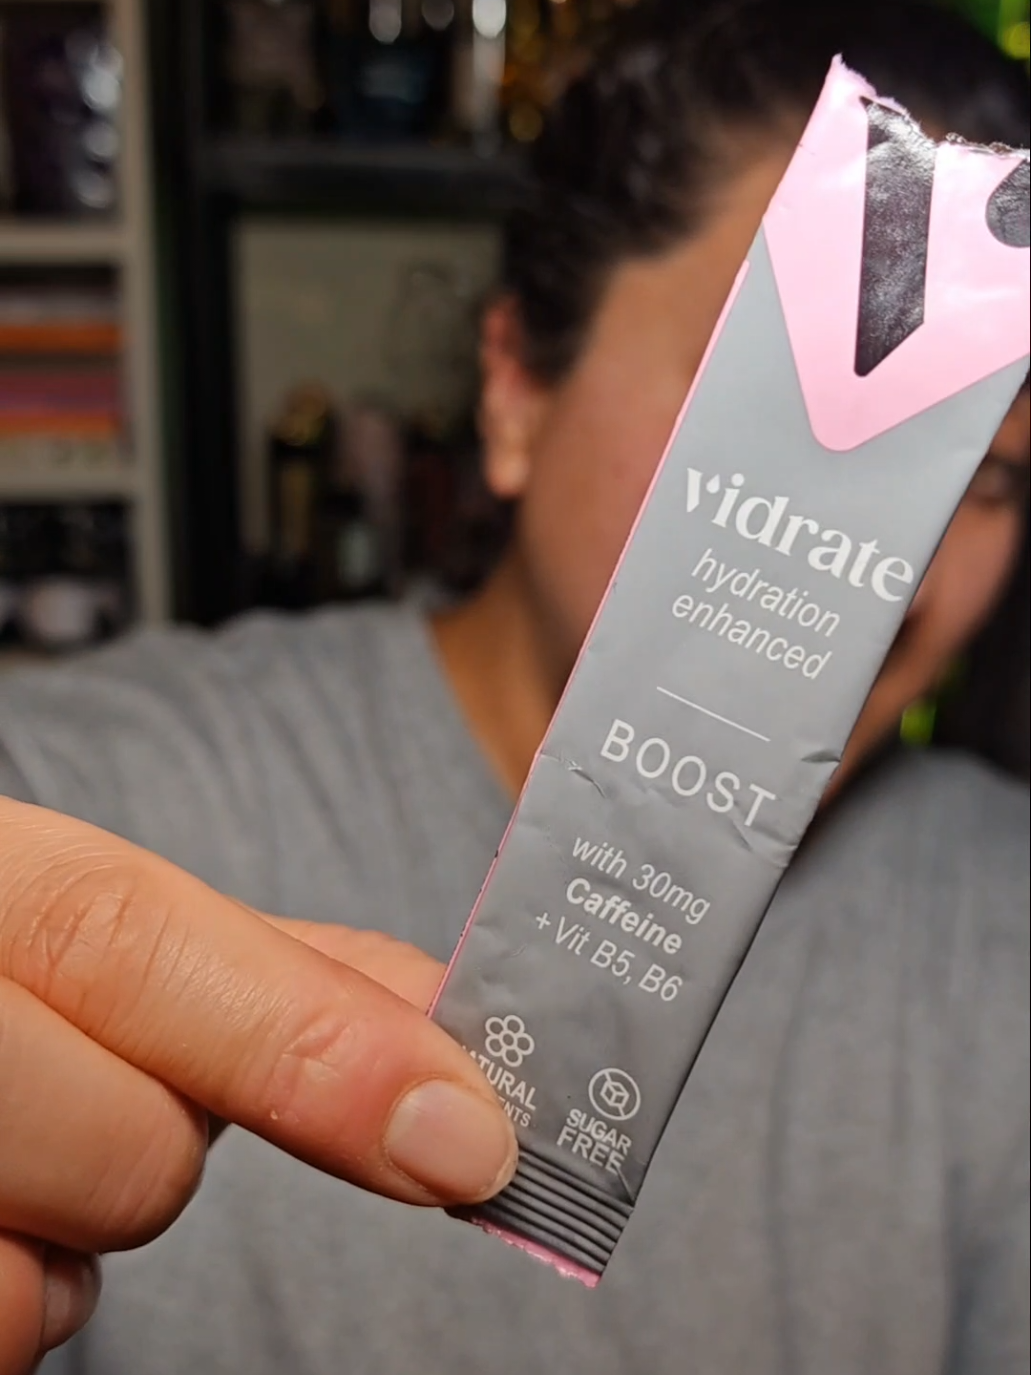 vidrate
hydration
enhanced
BOOST
with 30mg
Caffeine
+ Vit B5, B6
SUGAR
FREE